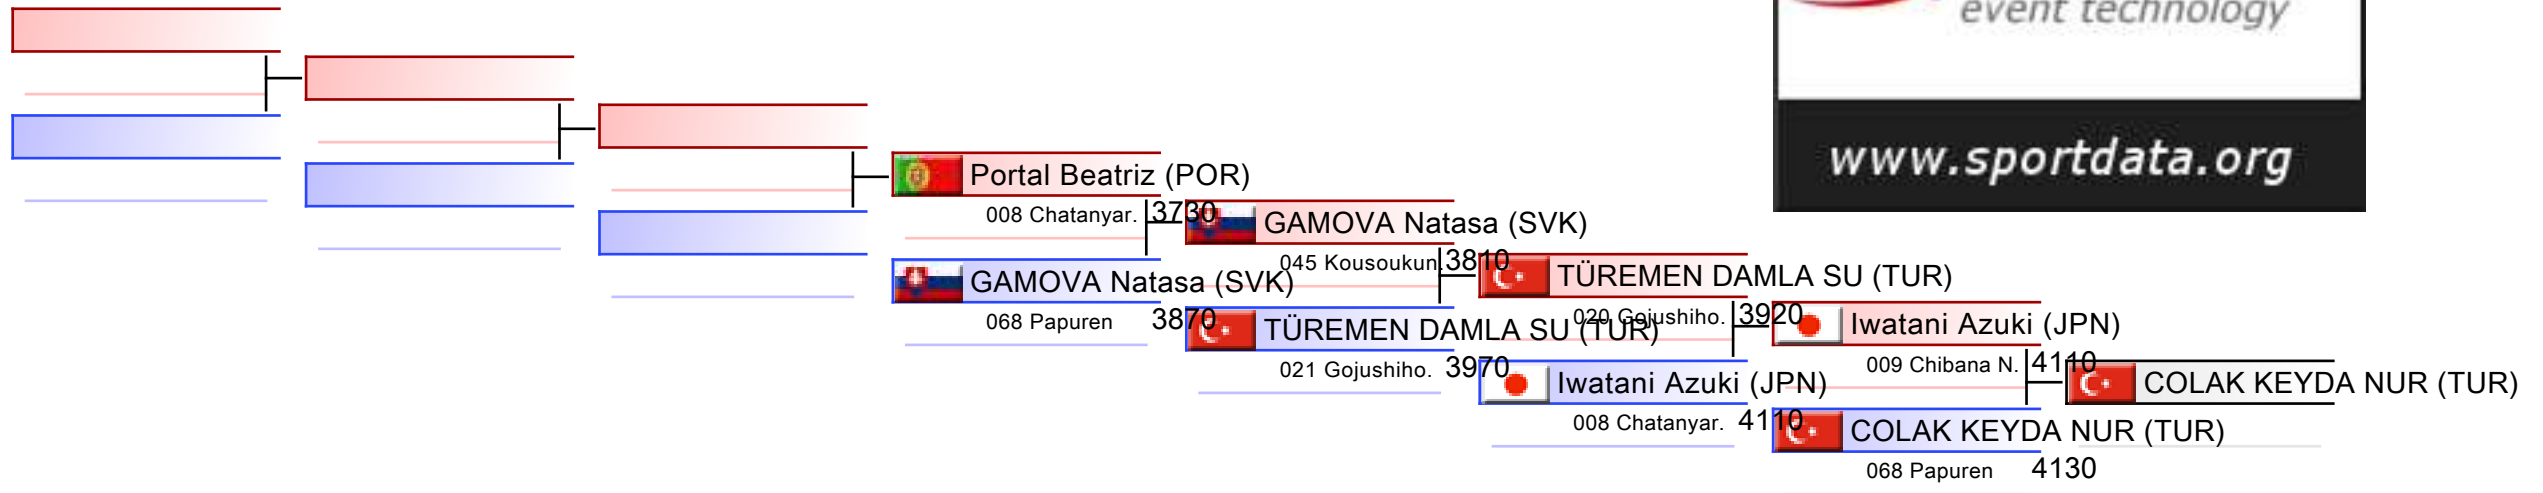 event technology
www.sportdata.org
Portal Beatriz (POR)
008 Chatanyar. 3730
GAMOVA Natasa (SVK)
068 Papuren 3870
GAMOVA Natasa (SVK)
045 Kousoukun. 3810
TÜREMEN DAMLA SU (TUR)
021 Gojushiho. 3970
TÜREMEN DAMLA SU (TUR)
020 Gojushiho. 3920
Iwatani Azuki (JPN)
008 Chatanyar. 4110
Iwatani Azuki (JPN)
009 Chibana N. 4110
COLAK KEYDA NUR (TUR)
068 Papuren 4130
COLAK KEYDA NUR (TUR)